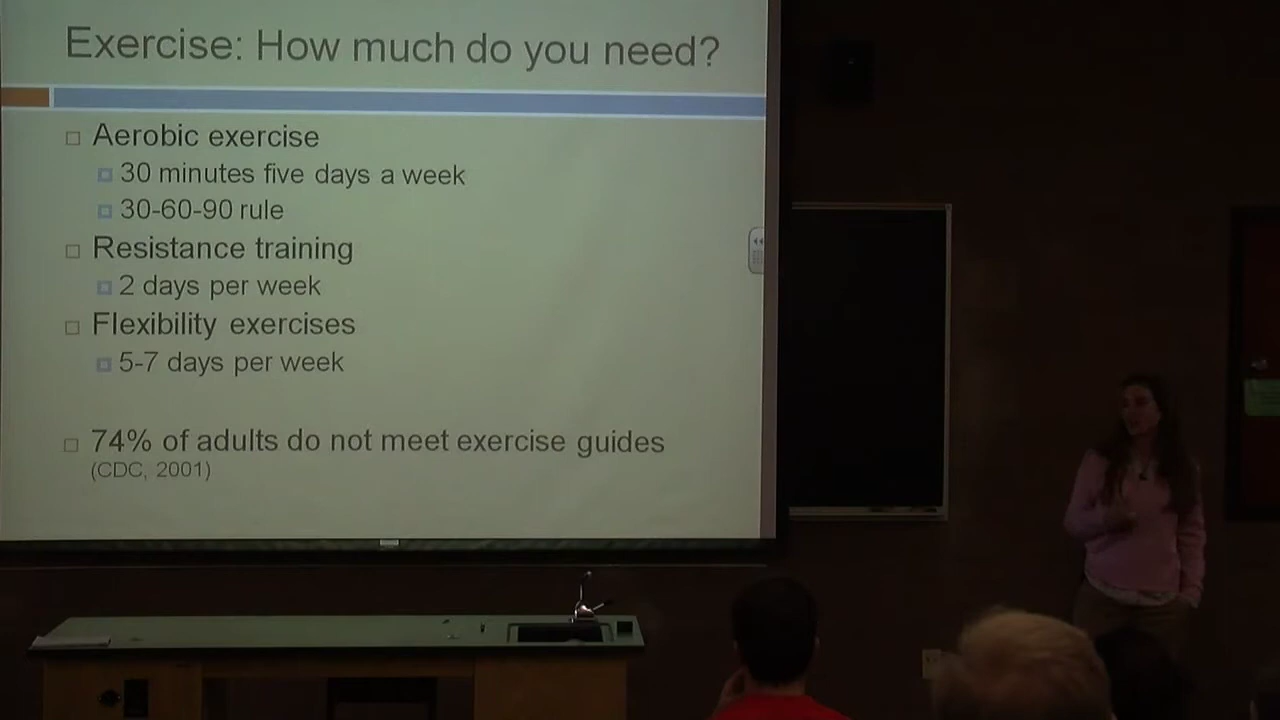 Exercise: How much do you need?
Aerobic exercise
30 minutes five days a week
30-60-90 rule
Resistance training
2 days per week
Flexibility exercises
5-7 days per week
74% of adults do not meet exercise guides
(CDC, 2001)